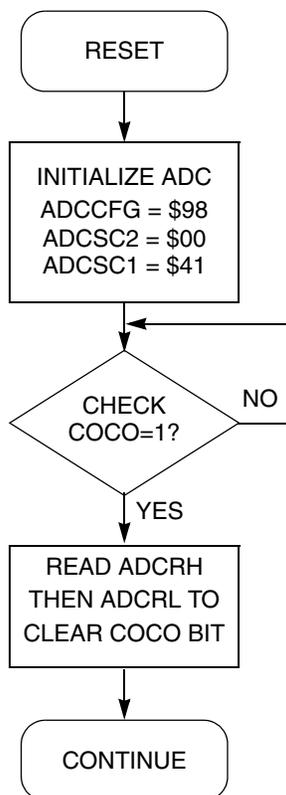 RESET
INITIALIZE ADC
ADCCFG = $98
ADCSC2 = $00
ADCSC1 = $41
CHECK
COCO=1?
NO
YES
READ ADCRH
THEN ADCRL TO
CLEAR COCO BIT
CONTINUE